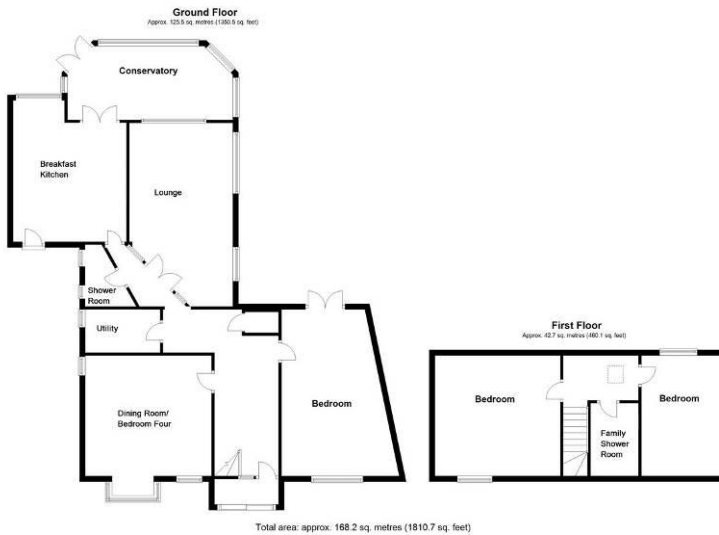 Ground Floor
Approx. 125.5 sq. metres (1350.5 sq. feet)
Conservatory
Breakfast
Kitchen
Lounge
Shower
Room
Utility
Dining Room/
Bedroom Four
Bedroom
First Floor
Approx. 42.7 sq. metres (460.1 sq. feet)
Bedroom
Family
Shower
Room
Bedroom
Total area: approx. 168.2 sq. metres (1810.7 sq. feet)